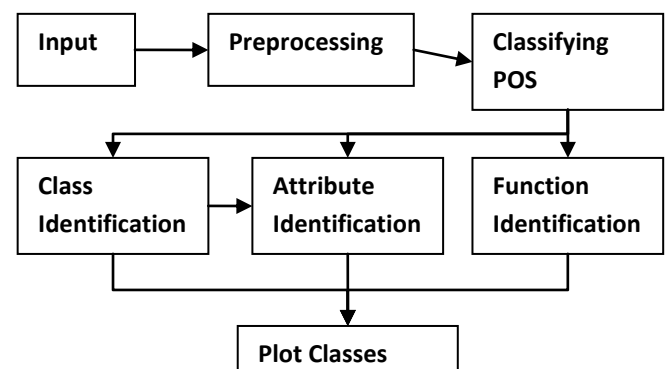 Input
Preprocessing
Classifying
POS
Class
Identification
Attribute
Identification
Function
Identification
Plot Classes